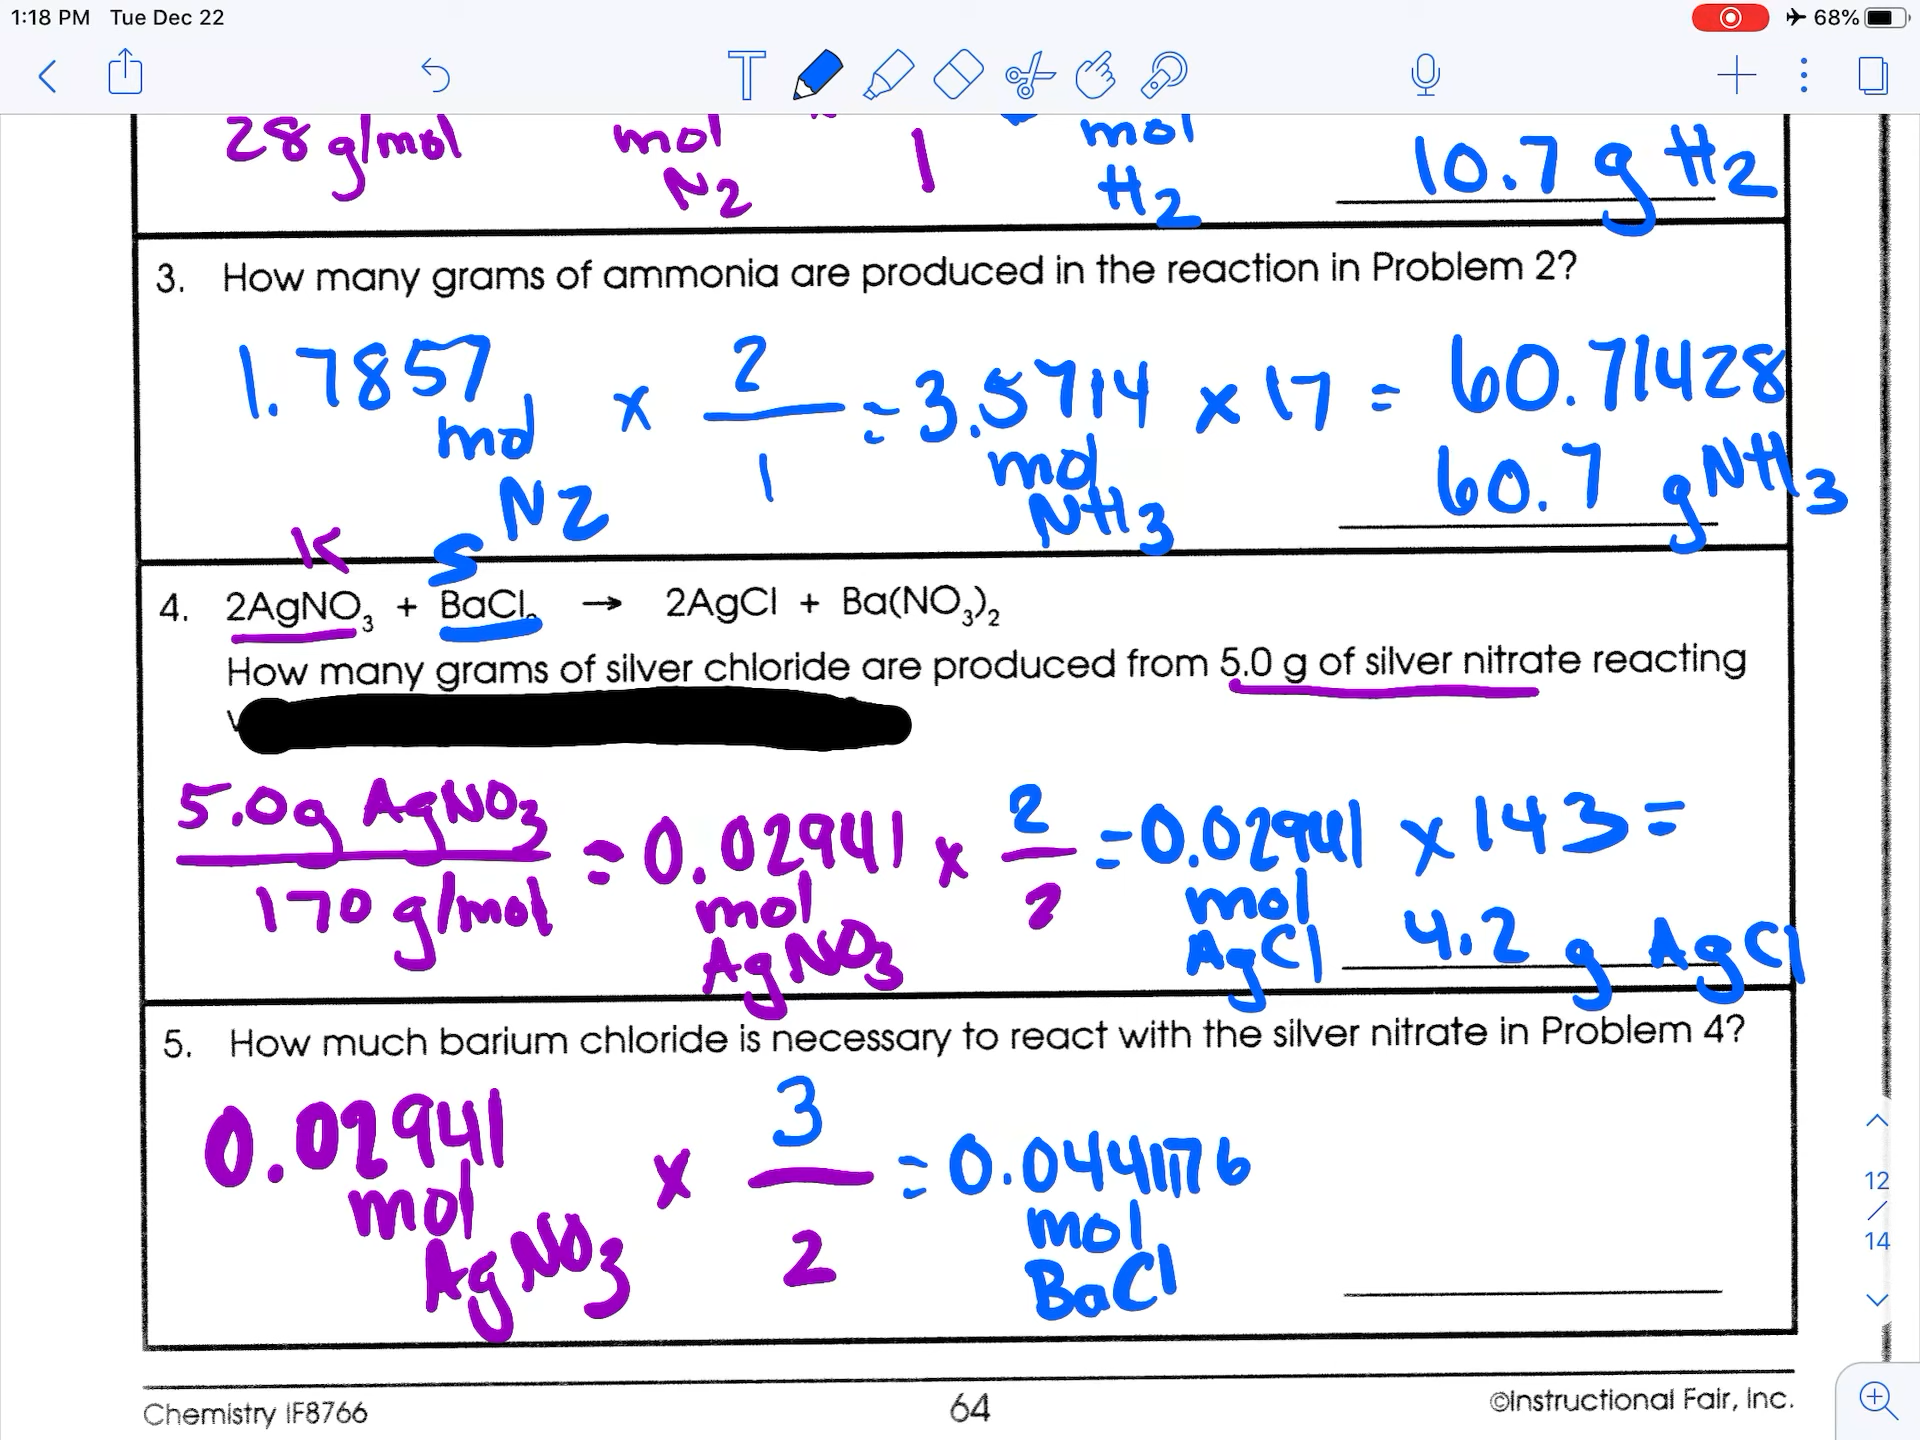 1:18 PM Tue Dec 22
68%
T
28 g/mol
mol
N2
1
mol
H2
10.7 g H2
3. How many grams of ammonia are produced in the reaction in Problem 2?
1.7857 mol N2 x 2/1 = 3.5714 mol NH3 x 17 = 60.71428
60.7 g NH3
K
S
4. 2AgNO3 + BaCl2 → 2AgCl + Ba(NO3)2
How many grams of silver chloride are produced from 5.0 g of silver nitrate reacting
5.0g AgNO3 / 170 g/mol = 0.02941 mol AgNO3 x 2/2 = 0.02941 mol AgCl x 143 =
4.2 g AgCl
5. How much barium chloride is necessary to react with the silver nitrate in Problem 4?
0.02941 mol AgNO3 x 3/2 = 0.0441176 mol BaCl
12
/
14
Chemistry IF8766
64
©Instructional Fair, Inc.